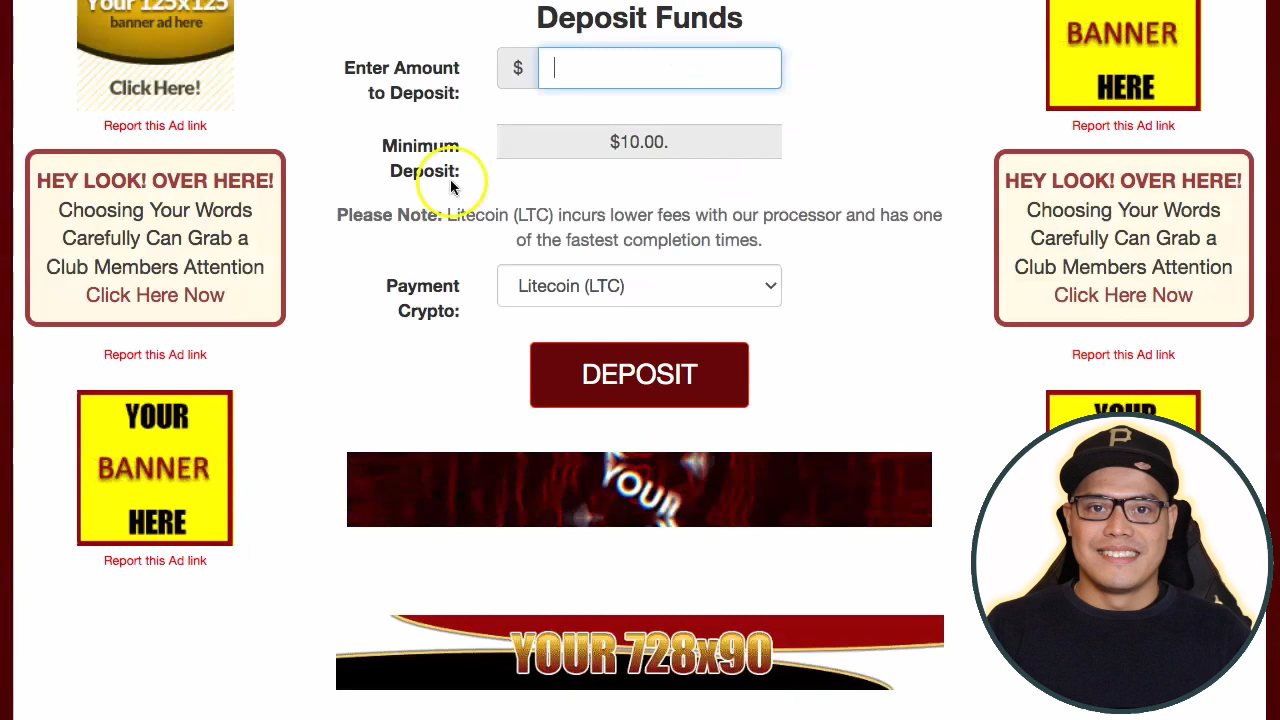 Your 125x125
banner ad here
Click Here!
Report this Ad link
HEY LOOK! OVER HERE!
Choosing Your Words
Carefully Can Grab a
Club Members Attention
Click Here Now
Report this Ad link
YOUR
BANNER
HERE
Report this Ad link
Deposit Funds
Enter Amount
to Deposit:
$
Minimum
Deposit:
$10.00.
Please Note: Litecoin (LTC) incurs lower fees with our processor and has one
of the fastest completion times.
Payment
Crypto:
Litecoin (LTC)
DEPOSIT
YOUR
YOUR 728x90
BANNER
HERE
Report this Ad link
HEY LOOK! OVER HERE!
Choosing Your Words
Carefully Can Grab a
Club Members Attention
Click Here Now
Report this Ad link
YOUR
P